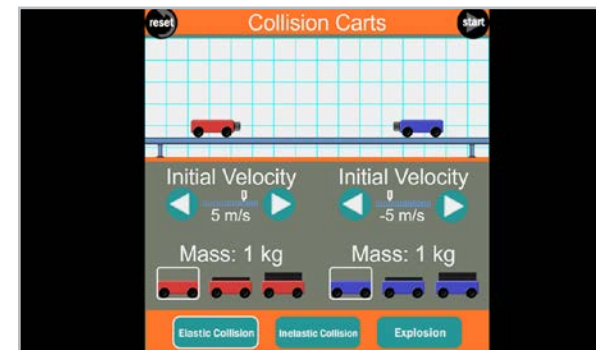 reset Collision Carts start
Initial Velocity Initial Velocity
5 m/s -5 m/s
Mass: 1 kg Mass: 1 kg
Elastic Collision Inelastic Collision Explosion